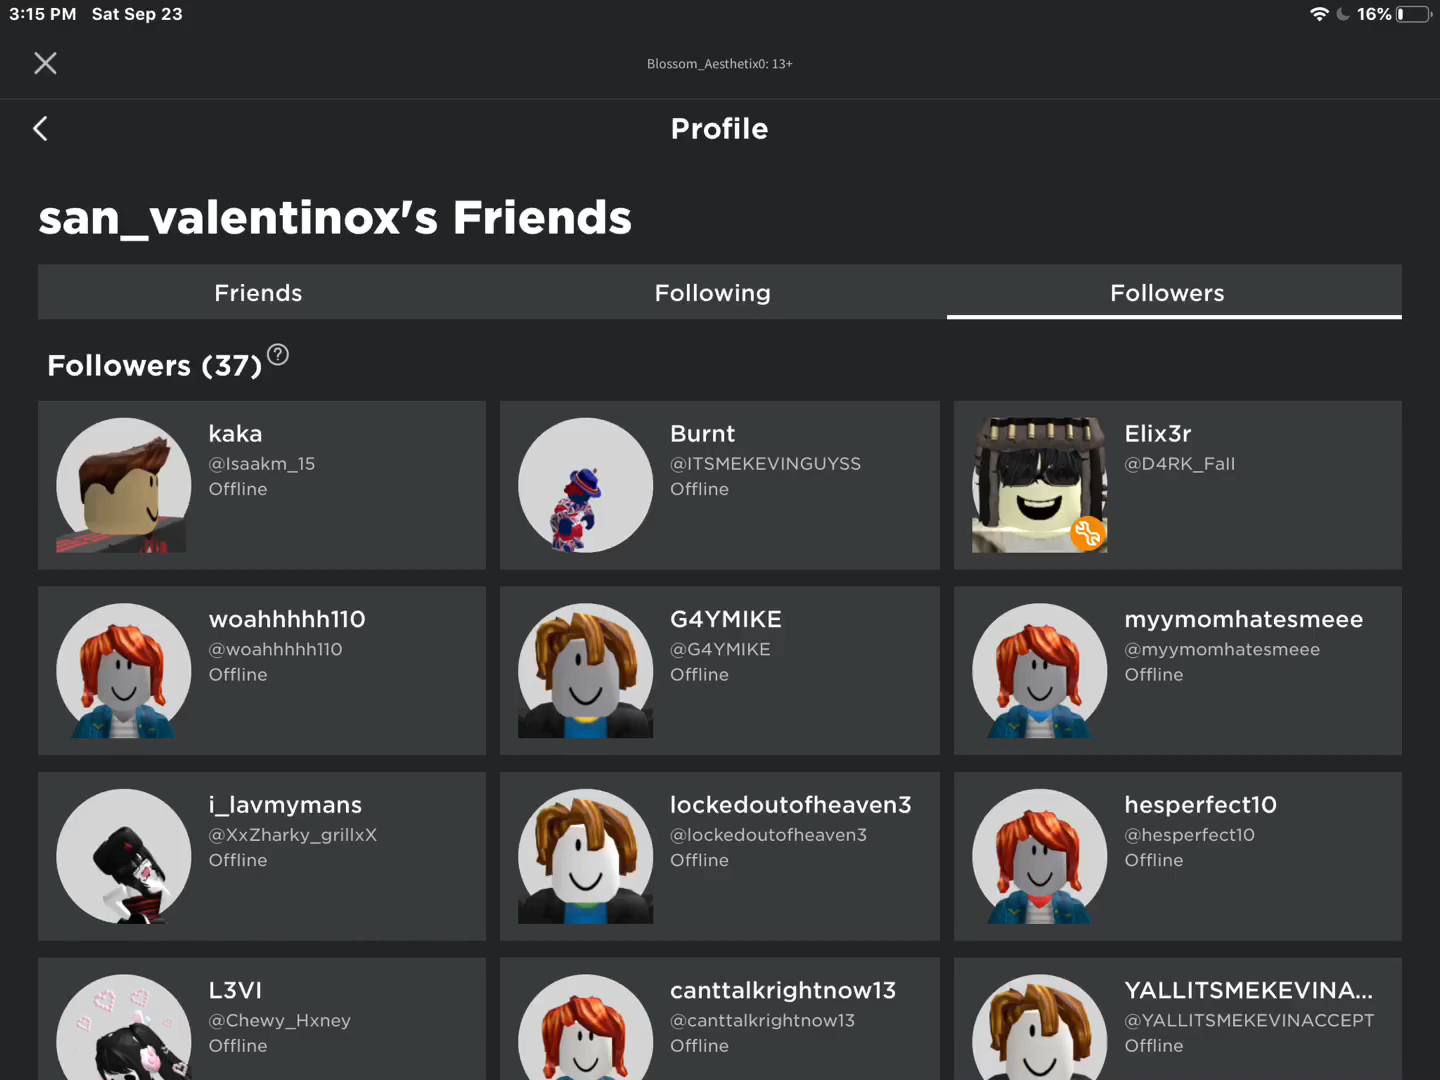 3:15 PM Sat Sep 23
16%
Blossom_Aesthetix0: 13+
Profile
san_valentinox's Friends
Friends Following Followers
Followers (37) ?
kaka
@Isaakm_15
Offline
Burnt
@ITSMEKEVINGUYSS
Offline
Elix3r
@D4RK_Fall
woahhhhh110
@woahhhhh110
Offline
G4YMIKE
@G4YMIKE
Offline
myymomhatesmeee
@myymomhatesmeee
Offline
i_lavmymans
@XxZharky_grillxX
Offline
lockedoutofheaven3
@lockedoutofheaven3
Offline
hesperfect10
@hesperfect10
Offline
L3VI
@Chewy_Hxney
Offline
canttalkrightnow13
@canttalkrightnow13
Offline
YALLITSMEKEVINA...
@YALLITSMEKEVINACCEPT
Offline